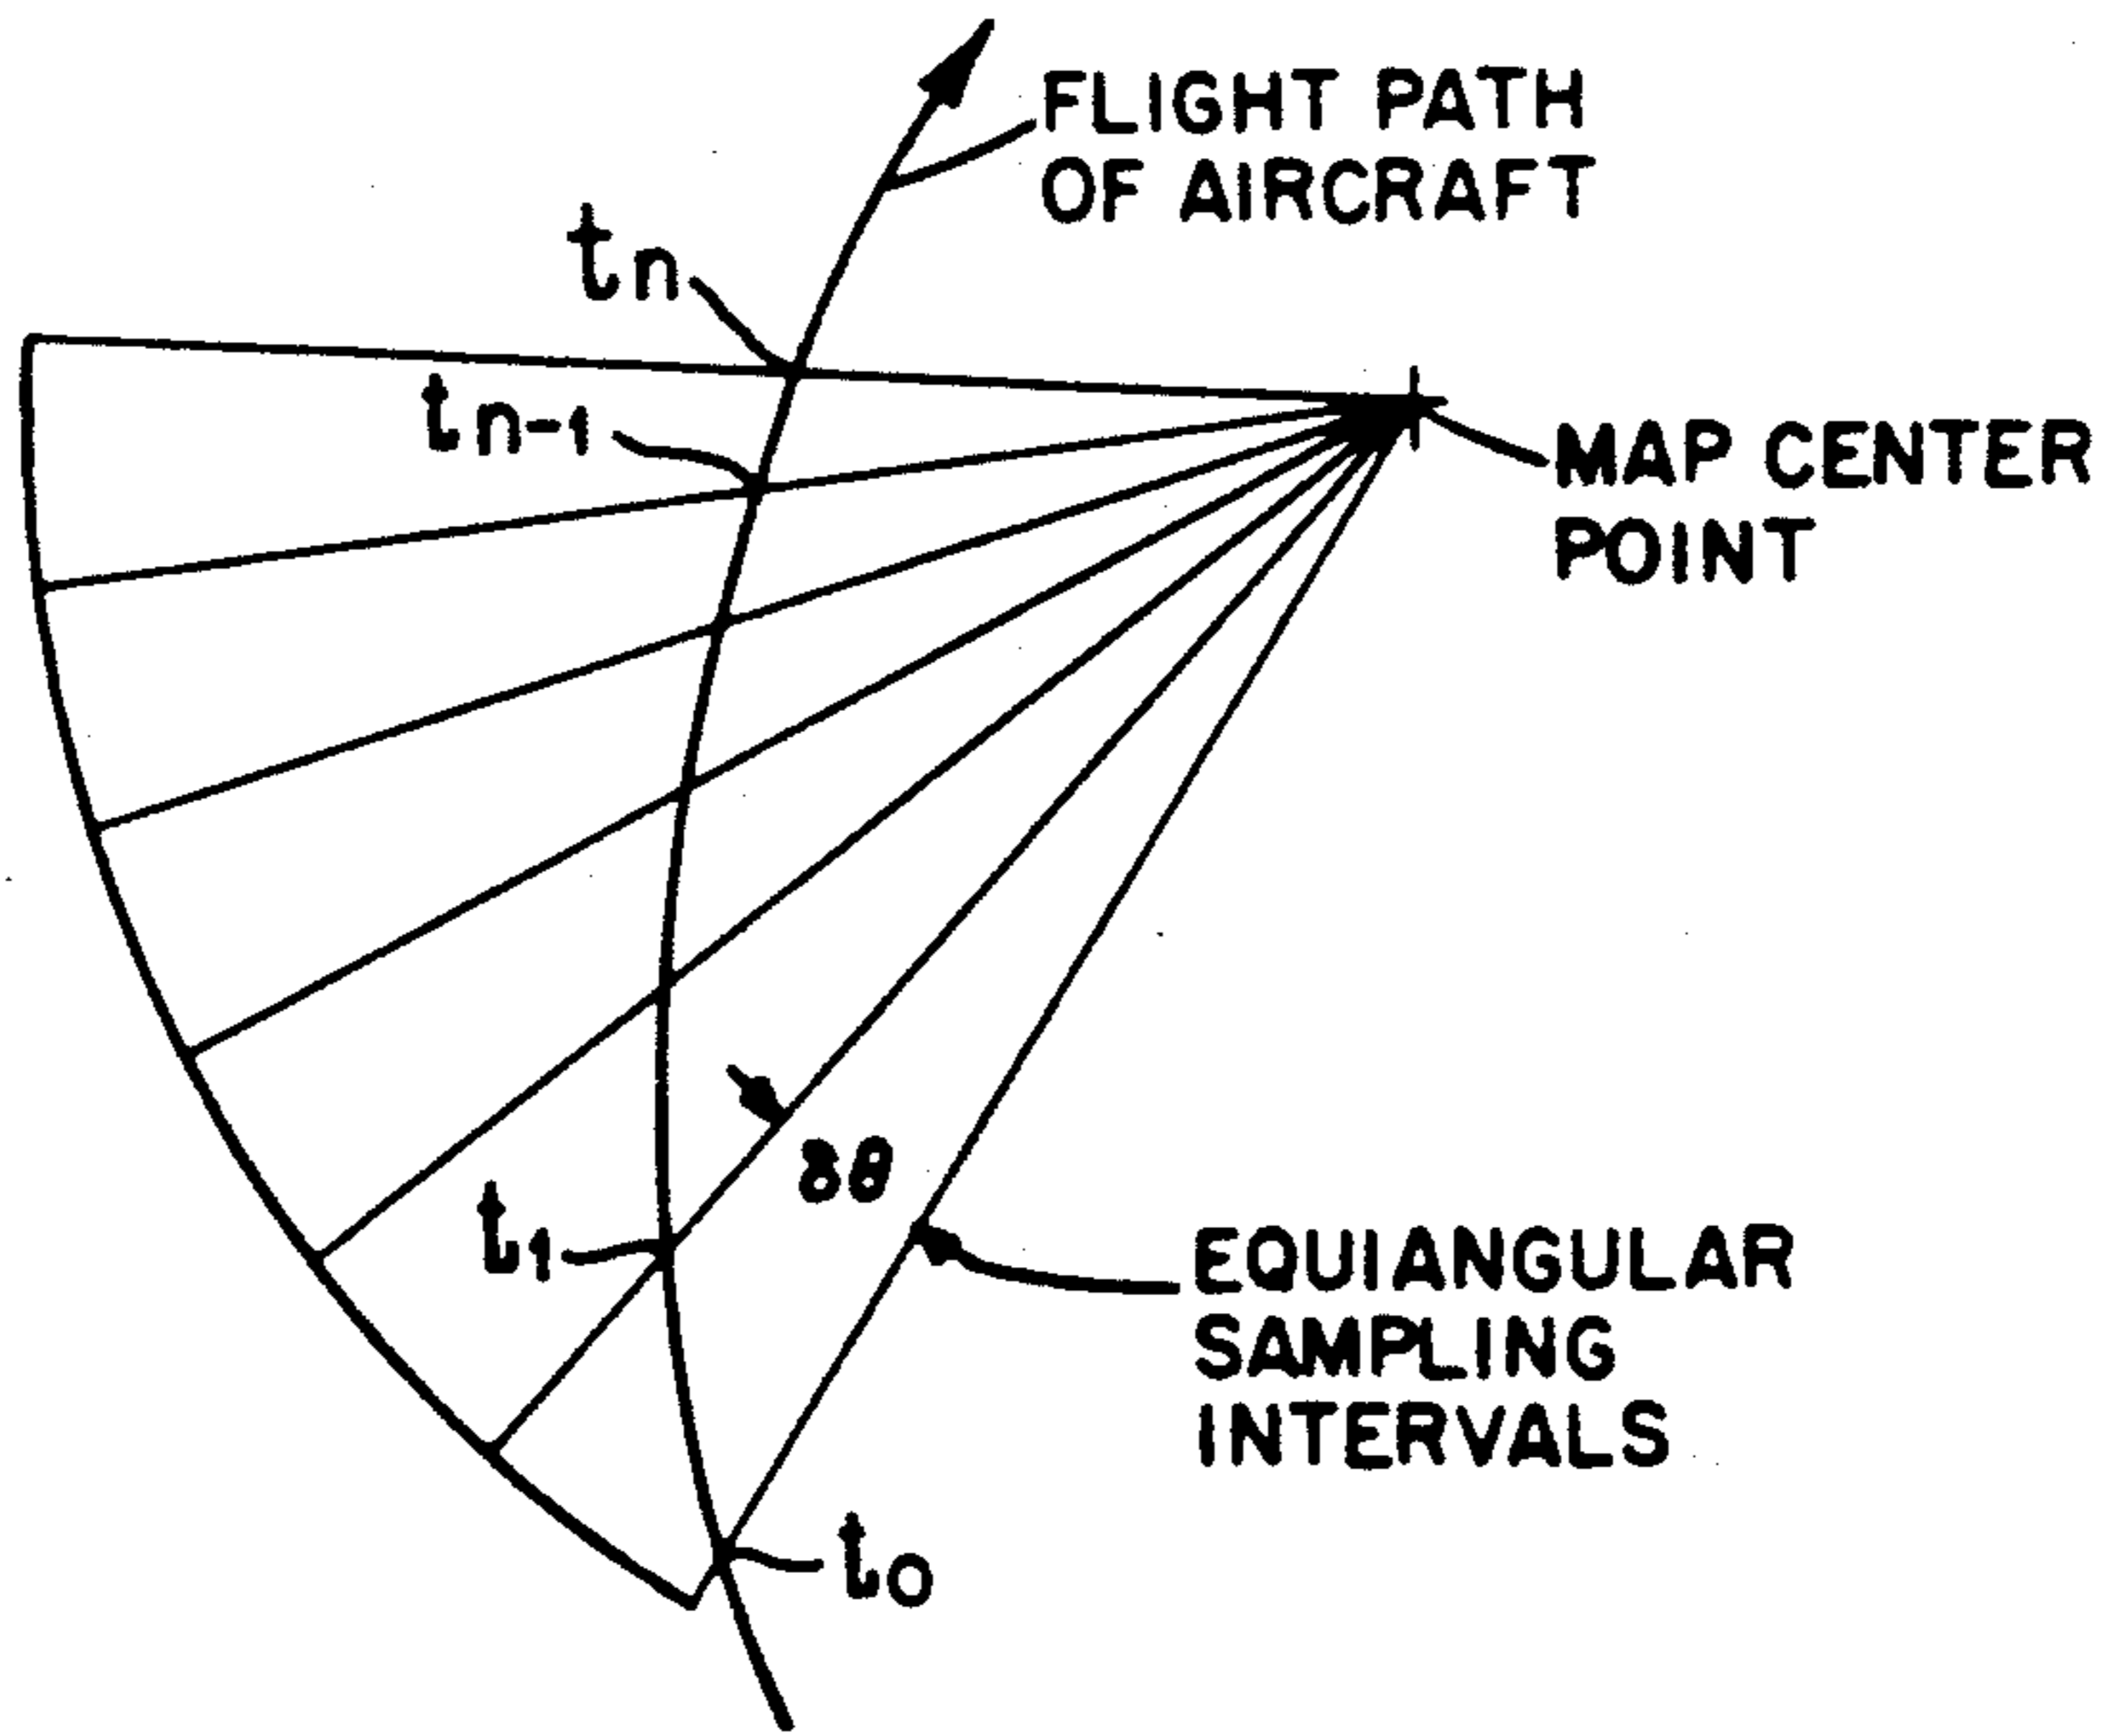 FLIGHT PATH
OF AIRCRAFT
tn
tn-1
MAP CENTER
POINT
δθ
t1
EQUIANGULAR
SAMPLING
INTERVALS
t0